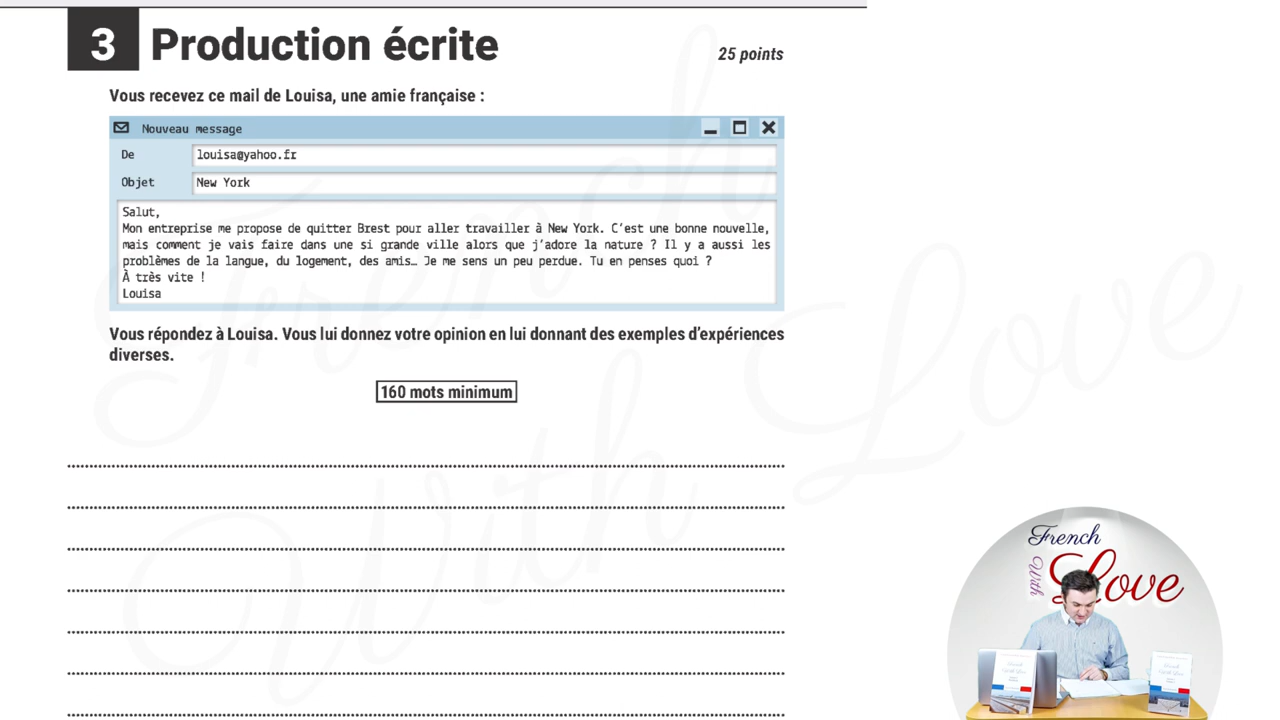 3 Production écrite
25 points
Vous recevez ce mail de Louisa, une amie française :
Nouveau message
De louisa@yahoo.fr
Objet New York
Salut,
Mon entreprise me propose de quitter Brest pour aller travailler à New York. C'est une bonne nouvelle,
mais comment je vais faire dans une si grande ville alors que j'adore la nature ? Il y a aussi les
problèmes de la langue, du logement, des amis… Je me sens un peu perdue. Tu en penses quoi ?
À très vite !
Louisa
Vous répondez à Louisa. Vous lui donnez votre opinion en lui donnant des exemples d'expériences
diverses.
160 mots minimum
French
With
Love
French
With
Love